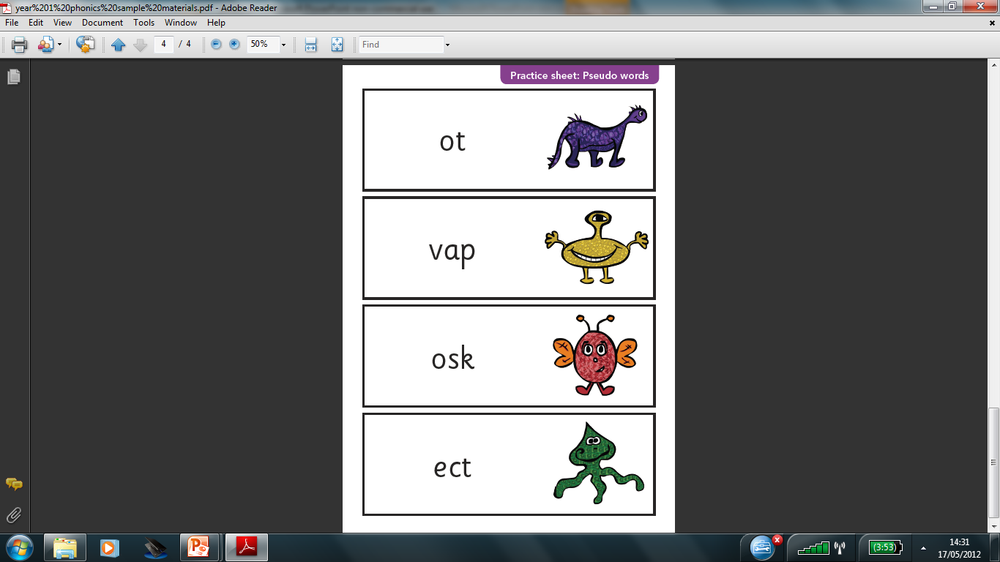 year%201%20phonics%20sample%20materials.pdf - Adobe Reader
File Edit View Document Tools Window Help
4 / 4 50% Find
Practice sheet: Pseudo words
ot
vap
osk
ect
(3:53)
14:31
17/05/2012